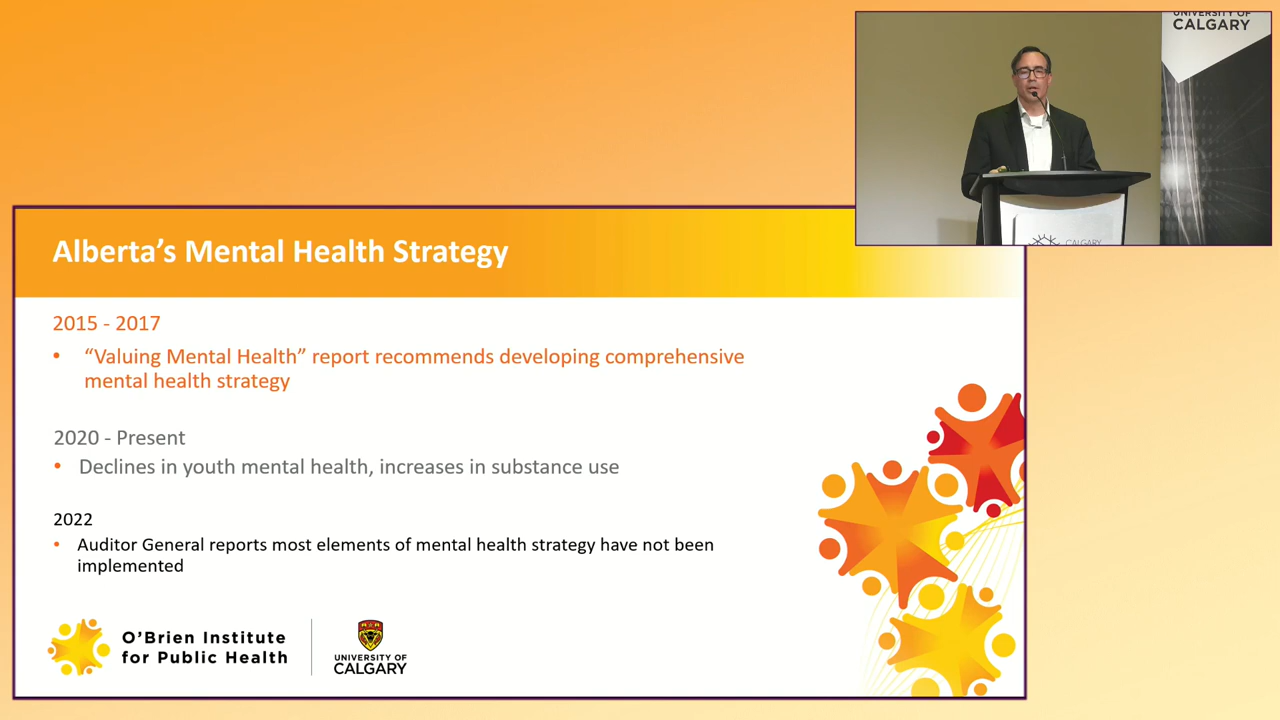 UNIVERSITY OF
CALGARY
CALGARY
Alberta’s Mental Health Strategy
2015 - 2017
• “Valuing Mental Health” report recommends developing comprehensive
mental health strategy
2020 - Present
• Declines in youth mental health, increases in substance use
2022
• Auditor General reports most elements of mental health strategy have not been
implemented
O’Brien Institute
for Public Health
UNIVERSITY OF
CALGARY